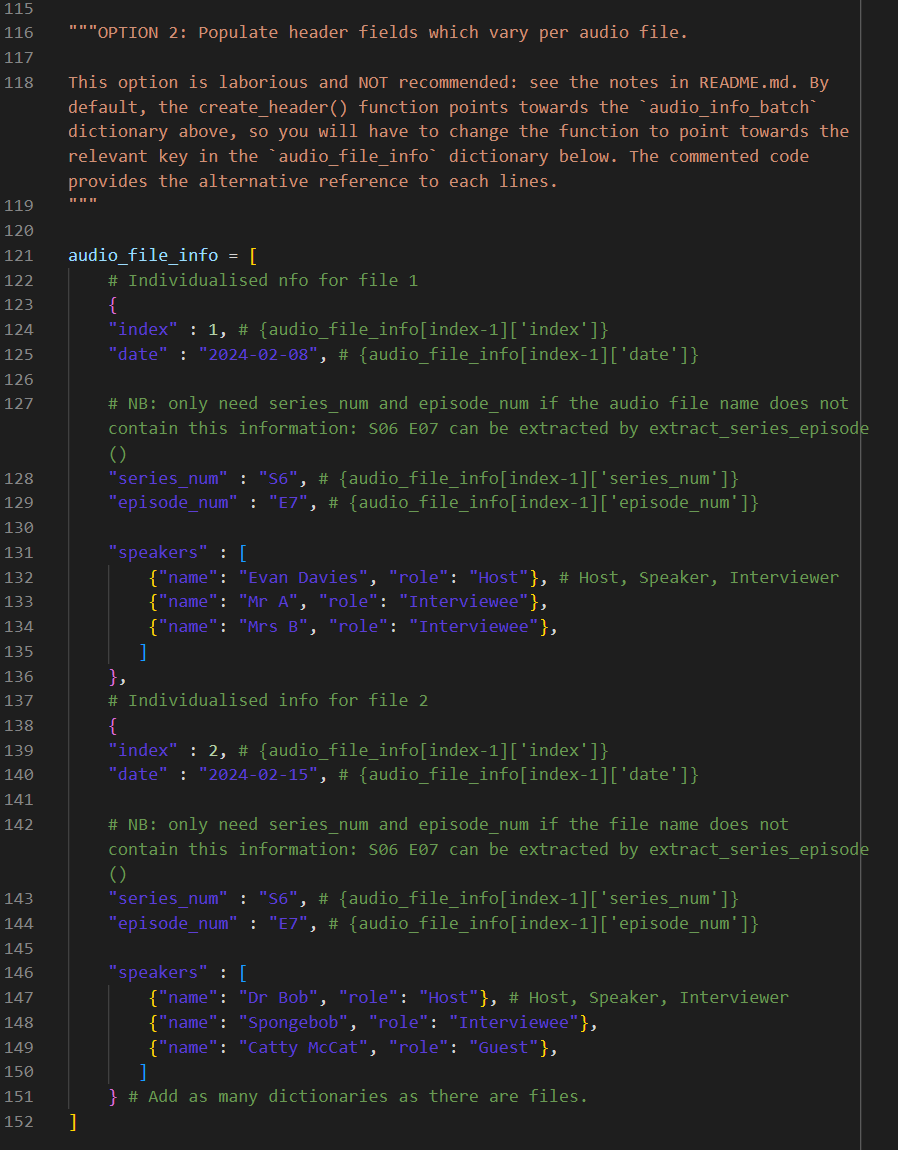 115
116 """OPTION 2: Populate header fields which vary per audio file.
117
118 This option is laborious and NOT recommended: see the notes in README.md. By
default, the create_header() function points towards the `audio_info_batch`
dictionary above, so you will have to change the function to point towards the
relevant key in the `audio_file_info` dictionary below. The commented code
provides the alternative reference to each lines.
119 """
120
121 audio_file_info = [
122 # Individualised nfo for file 1
123 {
124 "index" : 1, # {audio_file_info[index-1]['index']}
125 "date" : "2024-02-08", # {audio_file_info[index-1]['date']}
126
127 # NB: only need series_num and episode_num if the audio file name does not
contain this information: S06 E07 can be extracted by extract_series_episode
()
128 "series_num" : "S6", # {audio_file_info[index-1]['series_num']}
129 "episode_num" : "E7", # {audio_file_info[index-1]['episode_num']}
130
131 "speakers" : [
132 {"name": "Evan Davies", "role": "Host"}, # Host, Speaker, Interviewer
133 {"name": "Mr A", "role": "Interviewee"},
134 {"name": "Mrs B", "role": "Interviewee"},
135 ]
136 },
137 # Individualised info for file 2
138 {
139 "index" : 2, # {audio_file_info[index-1]['index']}
140 "date" : "2024-02-15", # {audio_file_info[index-1]['date']}
141
142 # NB: only need series_num and episode_num if the file name does not
contain this information: S06 E07 can be extracted by extract_series_episode
()
143 "series_num" : "S6", # {audio_file_info[index-1]['series_num']}
144 "episode_num" : "E7", # {audio_file_info[index-1]['episode_num']}
145
146 "speakers" : [
147 {"name": "Dr Bob", "role": "Host"}, # Host, Speaker, Interviewer
148 {"name": "Spongebob", "role": "Interviewee"},
149 {"name": "Catty McCat", "role": "Guest"},
150 ]
151 } # Add as many dictionaries as there are files.
152 ]